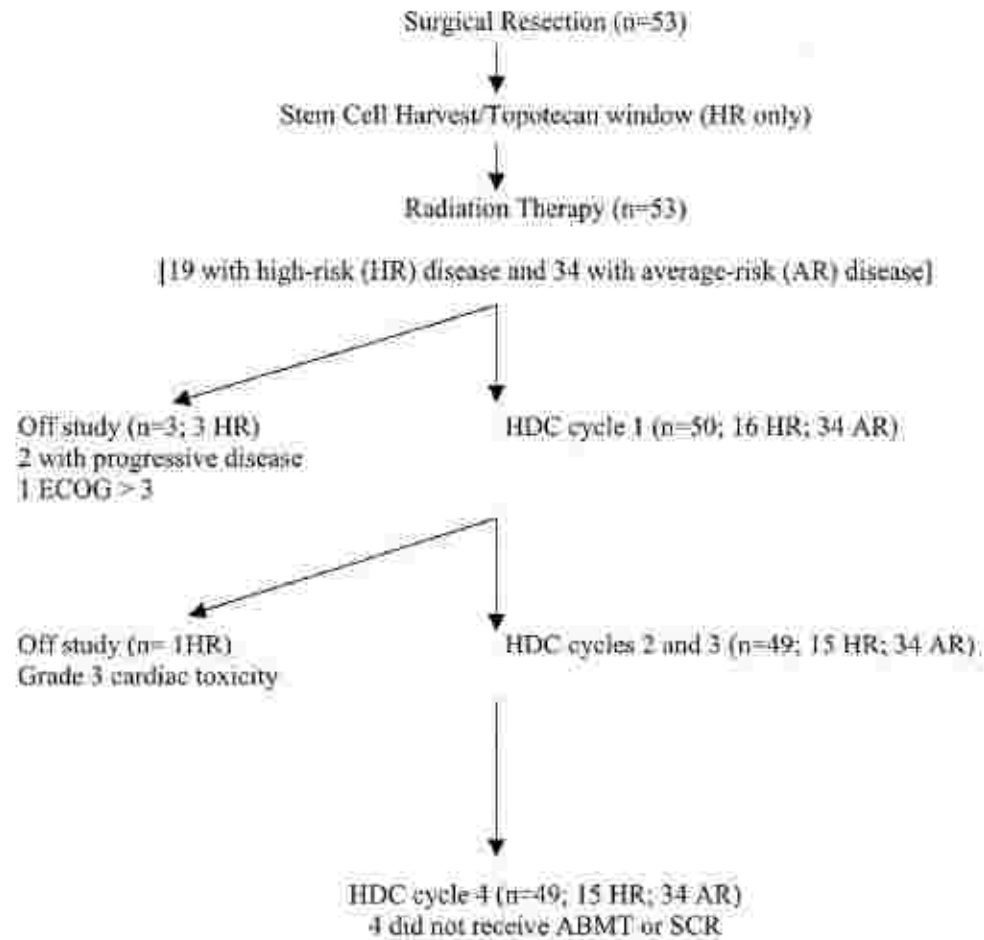 Surgical Resection (n=53)
Stem Cell Harvest/Topotecan window (HR only)
Radiation Therapy (n=53)
[19 with high-risk (HR) disease and 34 with average-risk (AR) disease]
Off study (n=3; 3 HR)
2 with progressive disease
1 ECOG > 3
HDC cycle 1 (n=50; 16 HR; 34 AR)
Off study (n= 1HR)
Grade 3 cardiac toxicity
HDC cycles 2 and 3 (n=49; 15 HR; 34 AR)
HDC cycle 4 (n=49; 15 HR; 34 AR)
4 did not receive ABMT or SCR